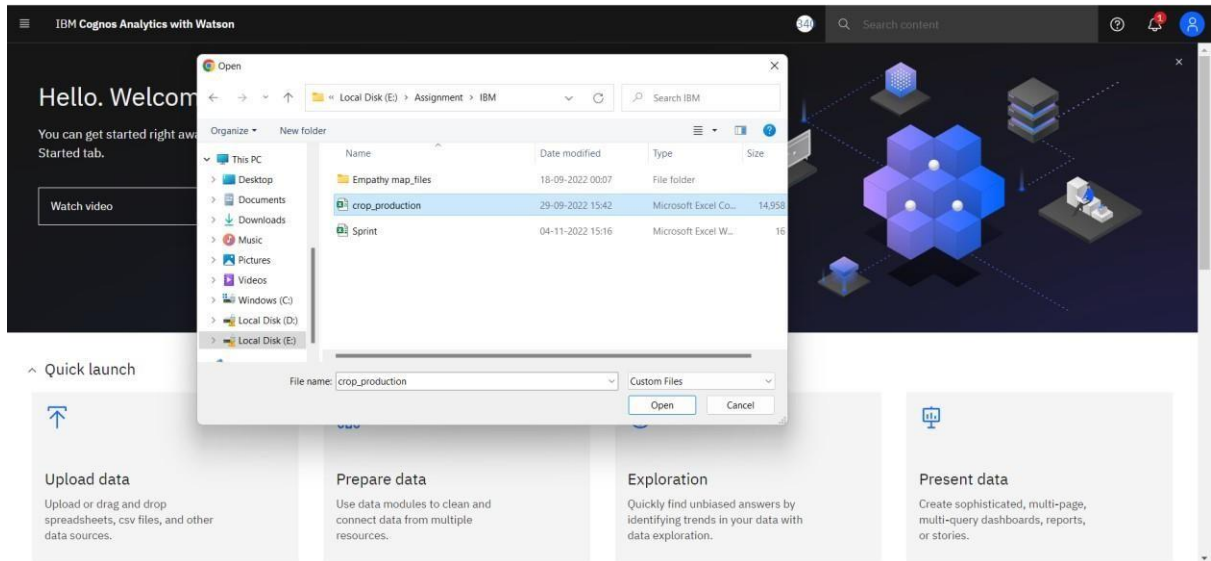 IBM Cognos Analytics with Watson
Search content
1
Open
Hello. Welcom
« Local Disk (E:) > Assignment > IBM
Search IBM
You can get started right awa
Started tab.
Organize
New folder
Name
Date modified
Type
Size
This PC
Desktop
Empathy map_files
18-09-2022 00:07
File folder
Watch video
Documents
crop_production
29-09-2022 15:42
Microsoft Excel Co...
14,958
Downloads
Sprint
04-11-2022 15:16
Microsoft Excel W...
16
Music
Pictures
Videos
Windows (C:)
Local Disk (D:)
Local Disk (E:)
Quick launch
File name: crop_production
Custom Files
Open
Cancel
Upload data
Upload or drag and drop
spreadsheets, csv files, and other
data sources.
Prepare data
Use data modules to clean and
connect data from multiple
resources.
Exploration
Quickly find unbiased answers by
identifying trends in your data with
data exploration.
Present data
Create sophisticated, multi-page,
multi-query dashboards, reports,
or stories.